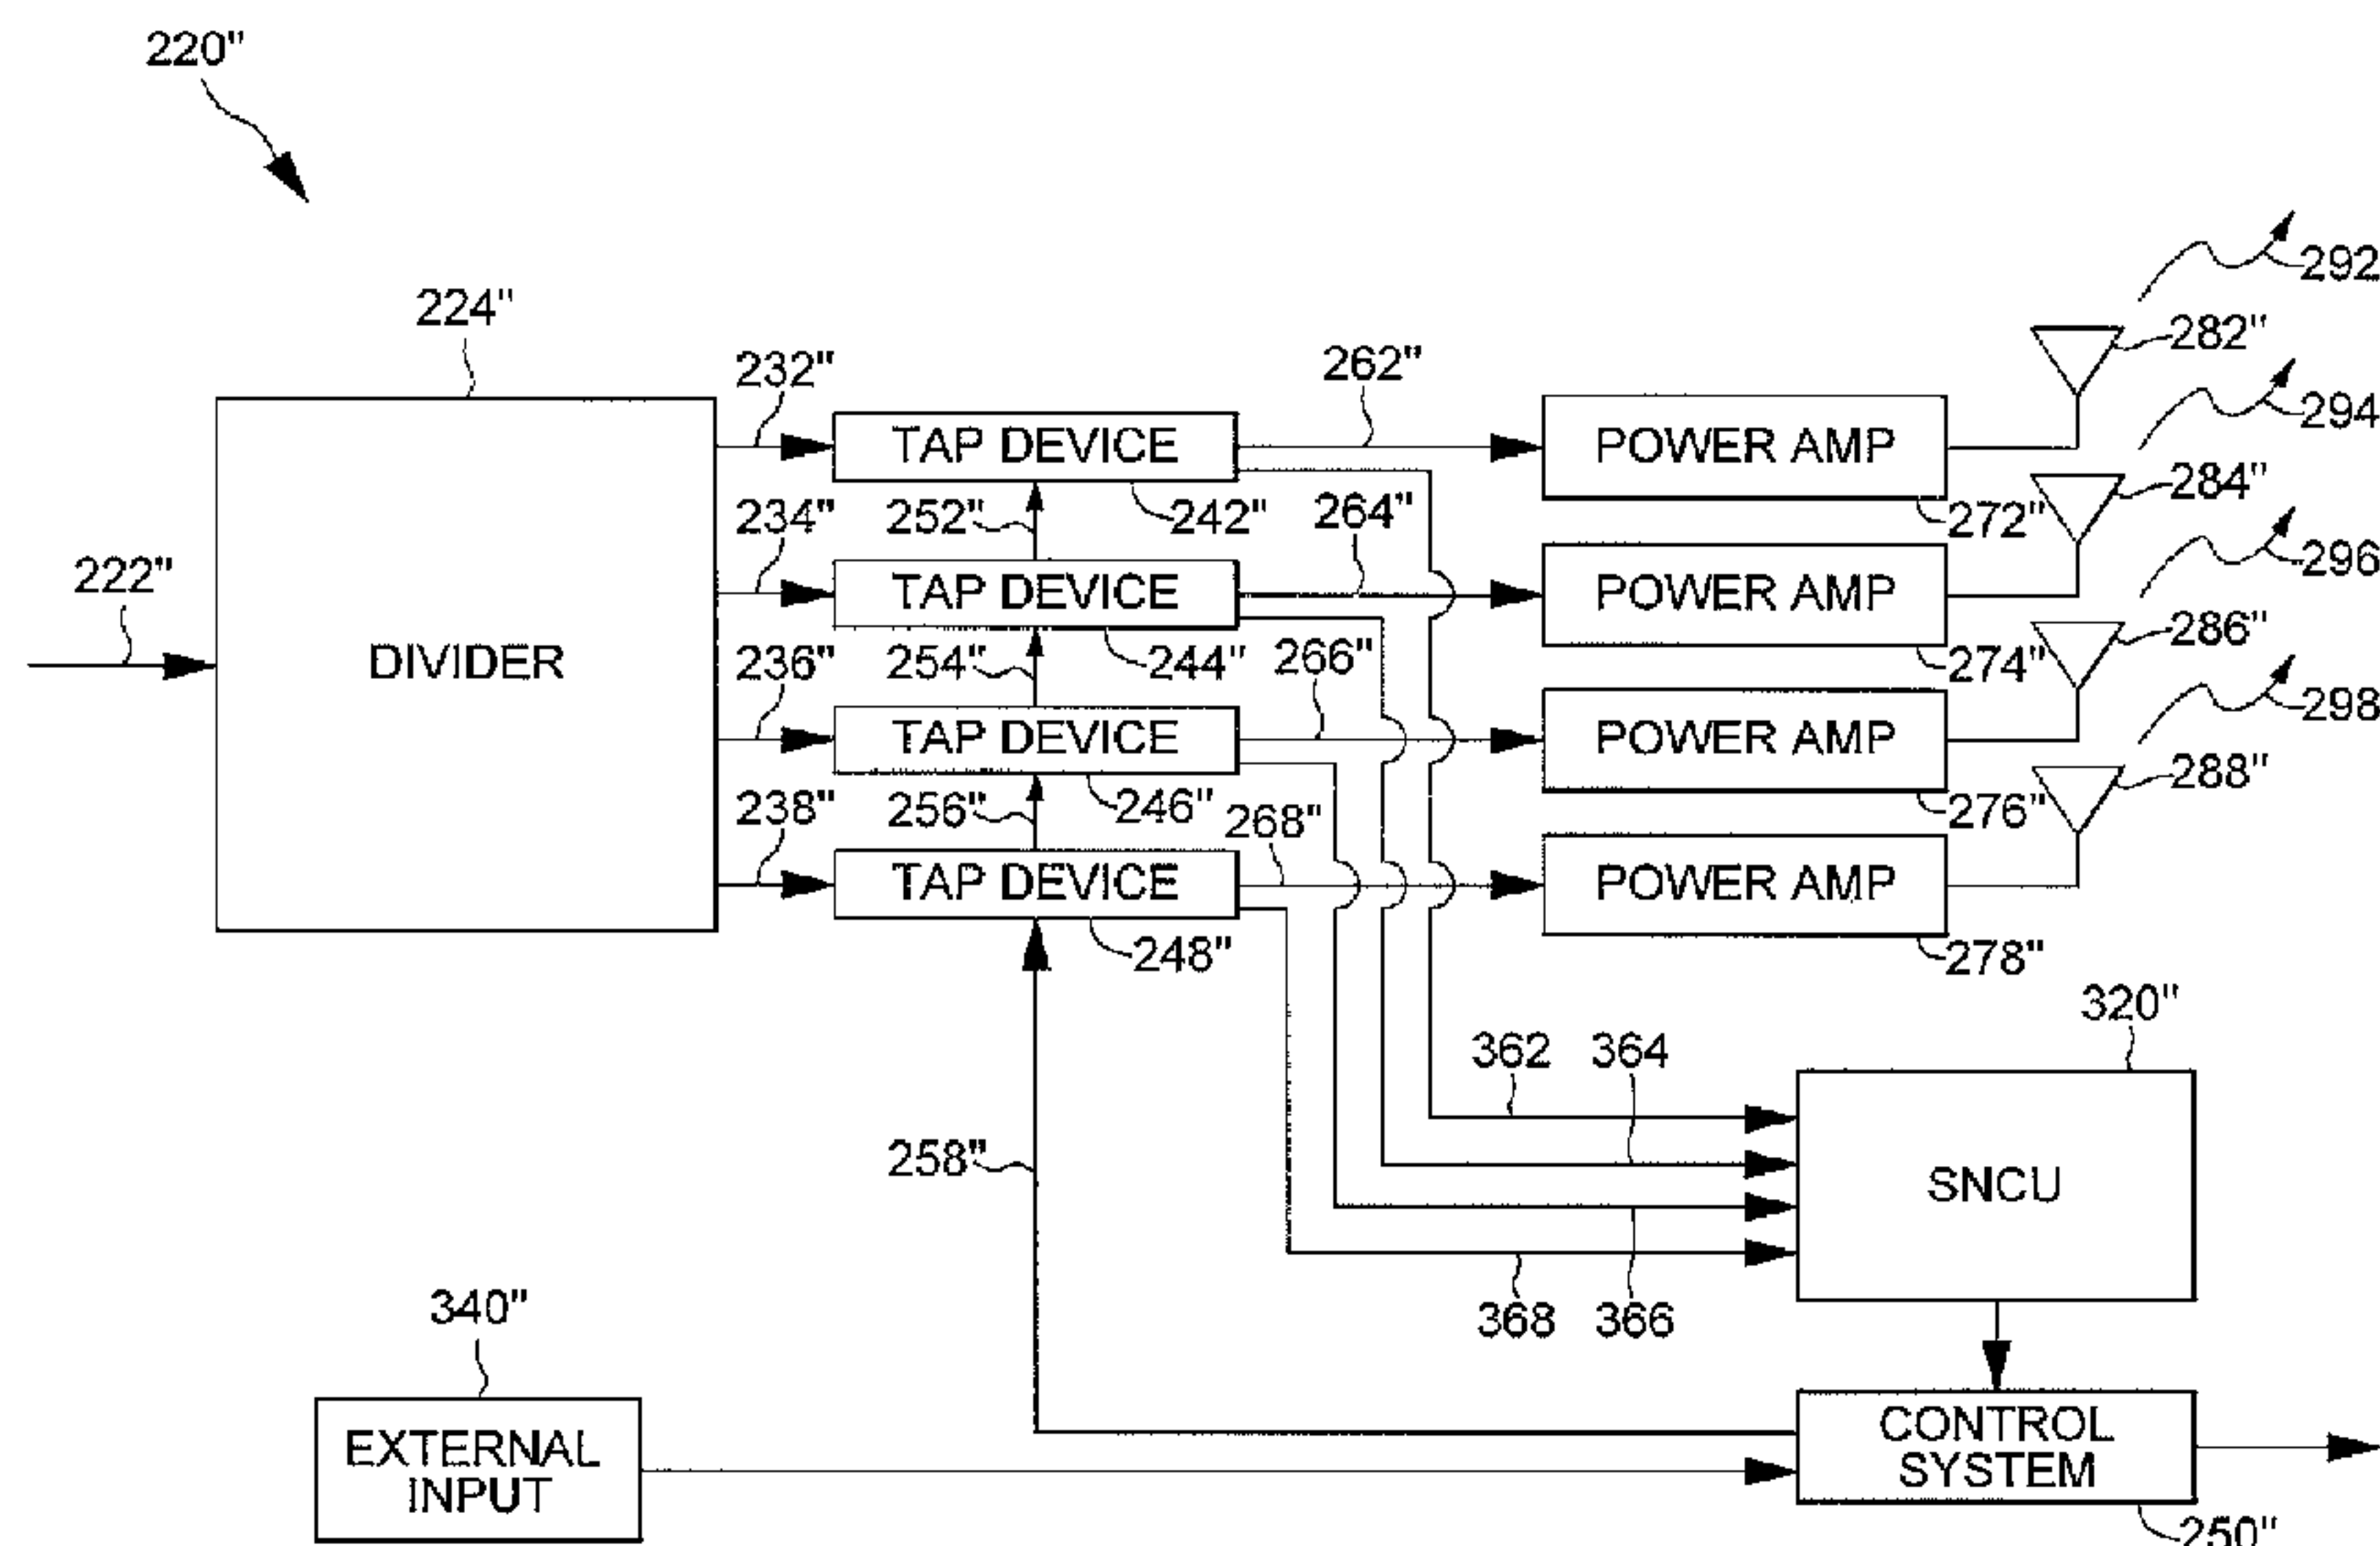 220"
292
224"
282"
232"
262"
294
TAP DEVICE
POWER AMP
284"
234"
252"
242"
264"
272"
222"
296
TAP DEVICE
POWER AMP
286"
DIVIDER
236"
254"
244"
266"
274"
298
TAP DEVICE
POWER AMP
288"
238"
256"
246"
268"
276"
TAP DEVICE
POWER AMP
248"
278"
320"
362
364
258"
SNCU
340"
368
366
EXTERNAL
INPUT
CONTROL
SYSTEM
250"